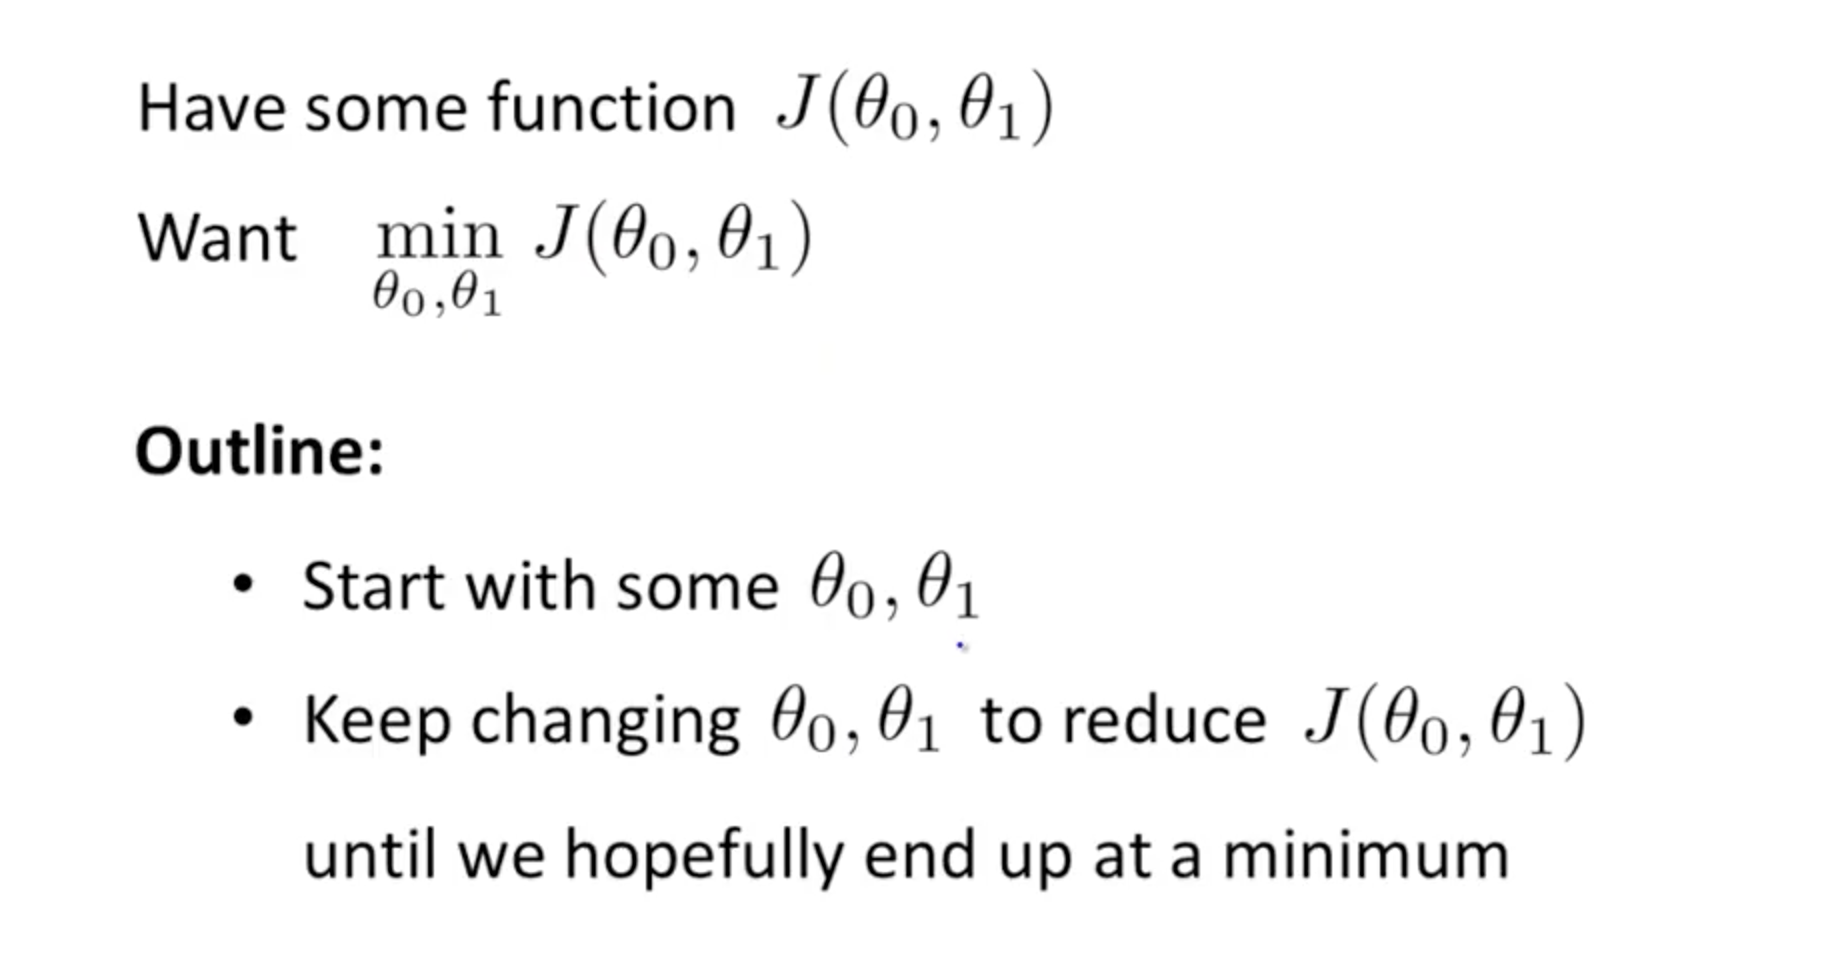 Have some function J(θ₀, θ₁)
Want min J(θ₀, θ₁)
θ₀,θ₁
Outline:
• Start with some θ₀, θ₁
• Keep changing θ₀, θ₁ to reduce J(θ₀, θ₁)
until we hopefully end up at a minimum